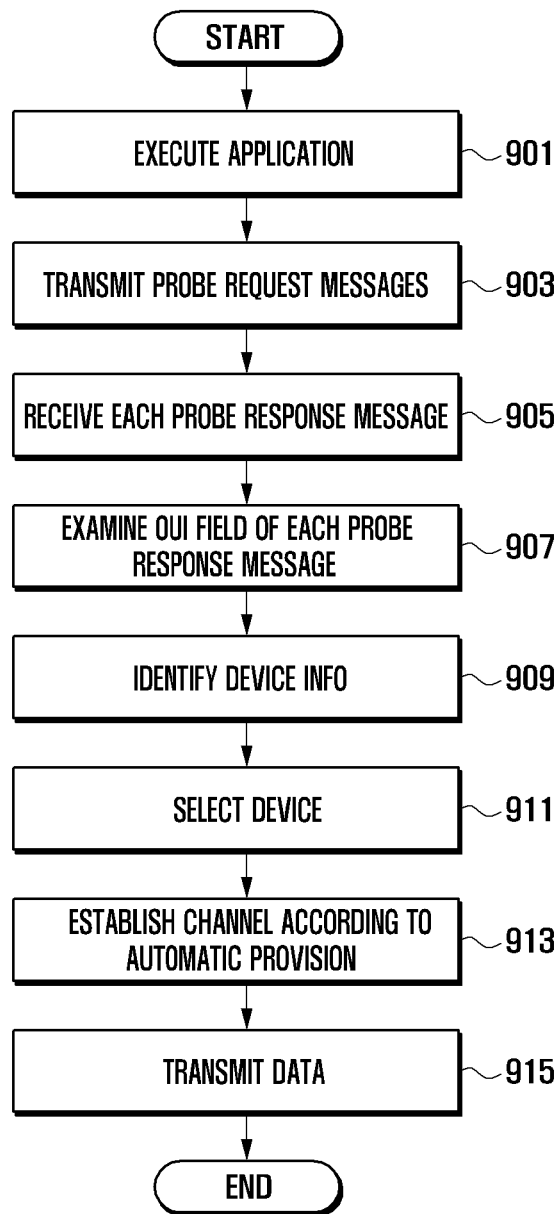 START
EXECUTE APPLICATION
901
TRANSMIT PROBE REQUEST MESSAGES
903
RECEIVE EACH PROBE RESPONSE MESSAGE
905
EXAMINE OUI FIELD OF EACH PROBE
RESPONSE MESSAGE
907
IDENTIFY DEVICE INFO
909
SELECT DEVICE
911
ESTABLISH CHANNEL ACCORDING TO
AUTOMATIC PROVISION
913
TRANSMIT DATA
915
END